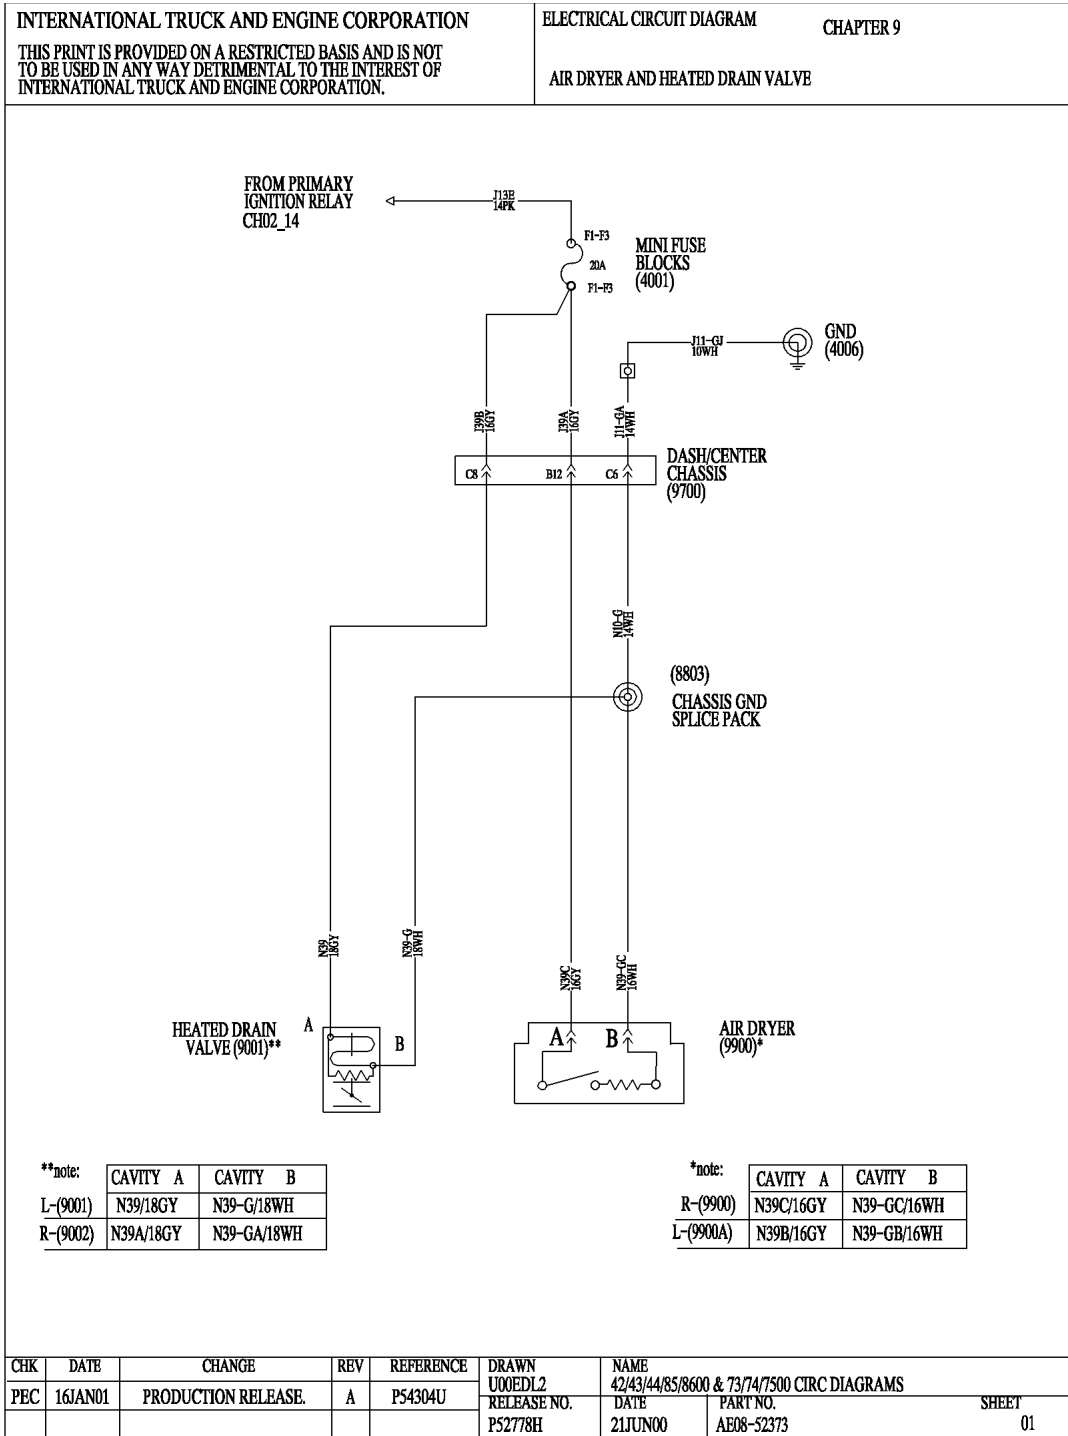 INTERNATIONAL TRUCK AND ENGINE CORPORATION
THIS PRINT IS PROVIDED ON A RESTRICTED BASIS AND IS NOT
TO BE USED IN ANY WAY DETRIMENTAL TO THE INTEREST OF
INTERNATIONAL TRUCK AND ENGINE CORPORATION.
ELECTRICAL CIRCUIT DIAGRAM
CHAPTER 9
AIR DRYER AND HEATED DRAIN VALVE
FROM PRIMARY
IGNITION RELAY
CH02_14
J13E
14PK
F1-F3
20A
F1-F3
MINI FUSE
BLOCKS
(4001)
J11-GJ
10WH
GND
(4006)
J39B
16GY
J39A
16GY
J11-GA
14WH
C8
B12
C6
DASH/CENTER
CHASSIS
(9700)
N10-G
14WH
(8803)
CHASSIS GND
SPLICE PACK
N39
18GY
N39-G
18WH
N39C
16GY
N39-GC
16WH
HEATED DRAIN
VALVE (9001)**
A
B
A
B
AIR DRYER
(9900)*
**note:
CAVITY A CAVITY B
L-(9001) N39/18GY N39-G/18WH
R-(9002) N39A/18GY N39-GA/18WH
*note:
CAVITY A CAVITY B
R-(9900) N39C/16GY N39-GC/16WH
L-(9900A) N39B/16GY N39-GB/16WH
CHK DATE CHANGE REV REFERENCE
PEC 16JAN01 PRODUCTION RELEASE. A P54304U
DRAWN
U00EDL2
NAME
42/43/44/85/8600 & 73/74/7500 CIRC DIAGRAMS
RELEASE NO.
P52778H
DATE
21JUN00
PART NO.
AE08-52373
SHEET
01